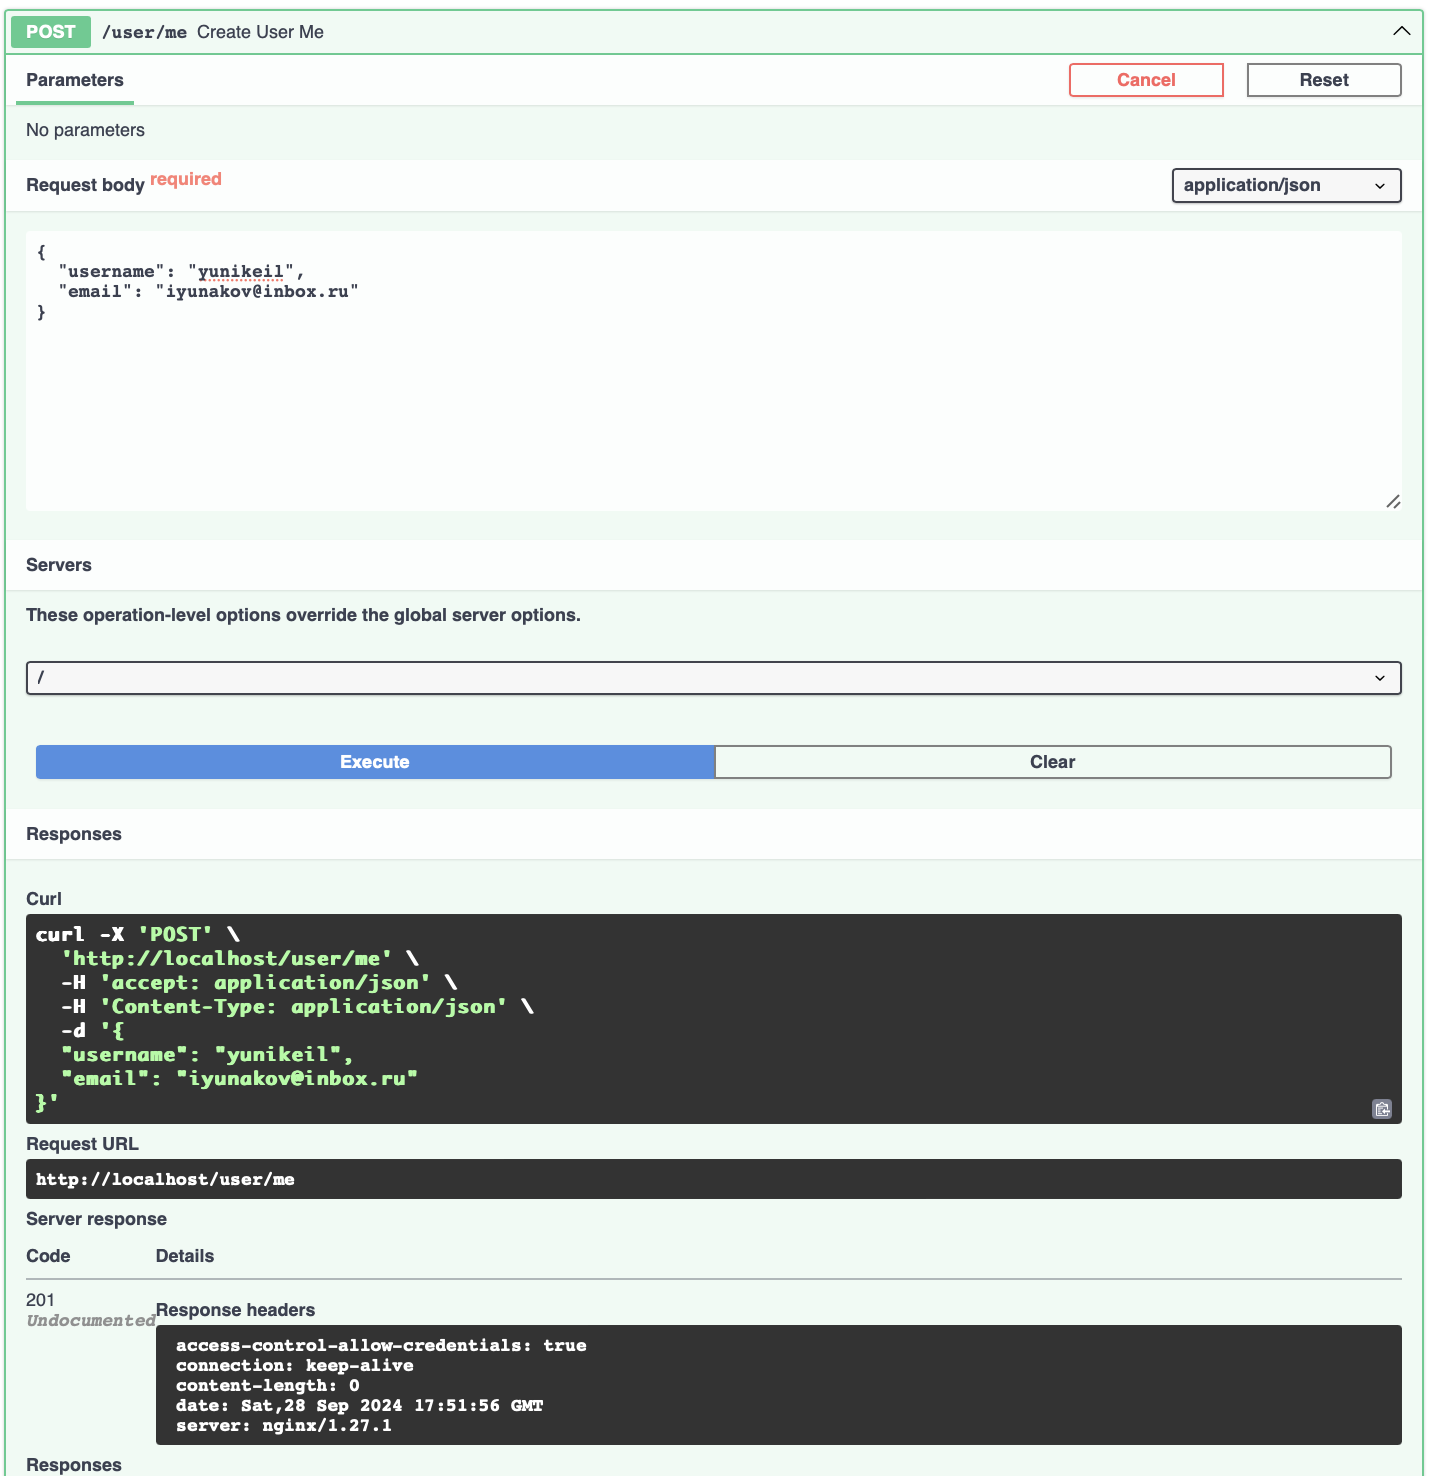 POST /user/me Create User Me
Parameters
Cancel
Reset
No parameters
Request body required
application/json
{
  "username": "yunikeil",
  "email": "iyunakov@inbox.ru"
}
Servers
These operation-level options override the global server options.
/
Execute
Clear
Responses
Curl
curl -X 'POST' \
  'http://localhost/user/me' \
  -H 'accept: application/json' \
  -H 'Content-Type: application/json' \
  -d '{
  "username": "yunikeil",
  "email": "iyunakov@inbox.ru"
}'
Request URL
http://localhost/user/me
Server response
Code Details
201
Undocumented
Response headers
access-control-allow-credentials: true
connection: keep-alive
content-length: 0
date: Sat,28 Sep 2024 17:51:56 GMT
server: nginx/1.27.1
Responses